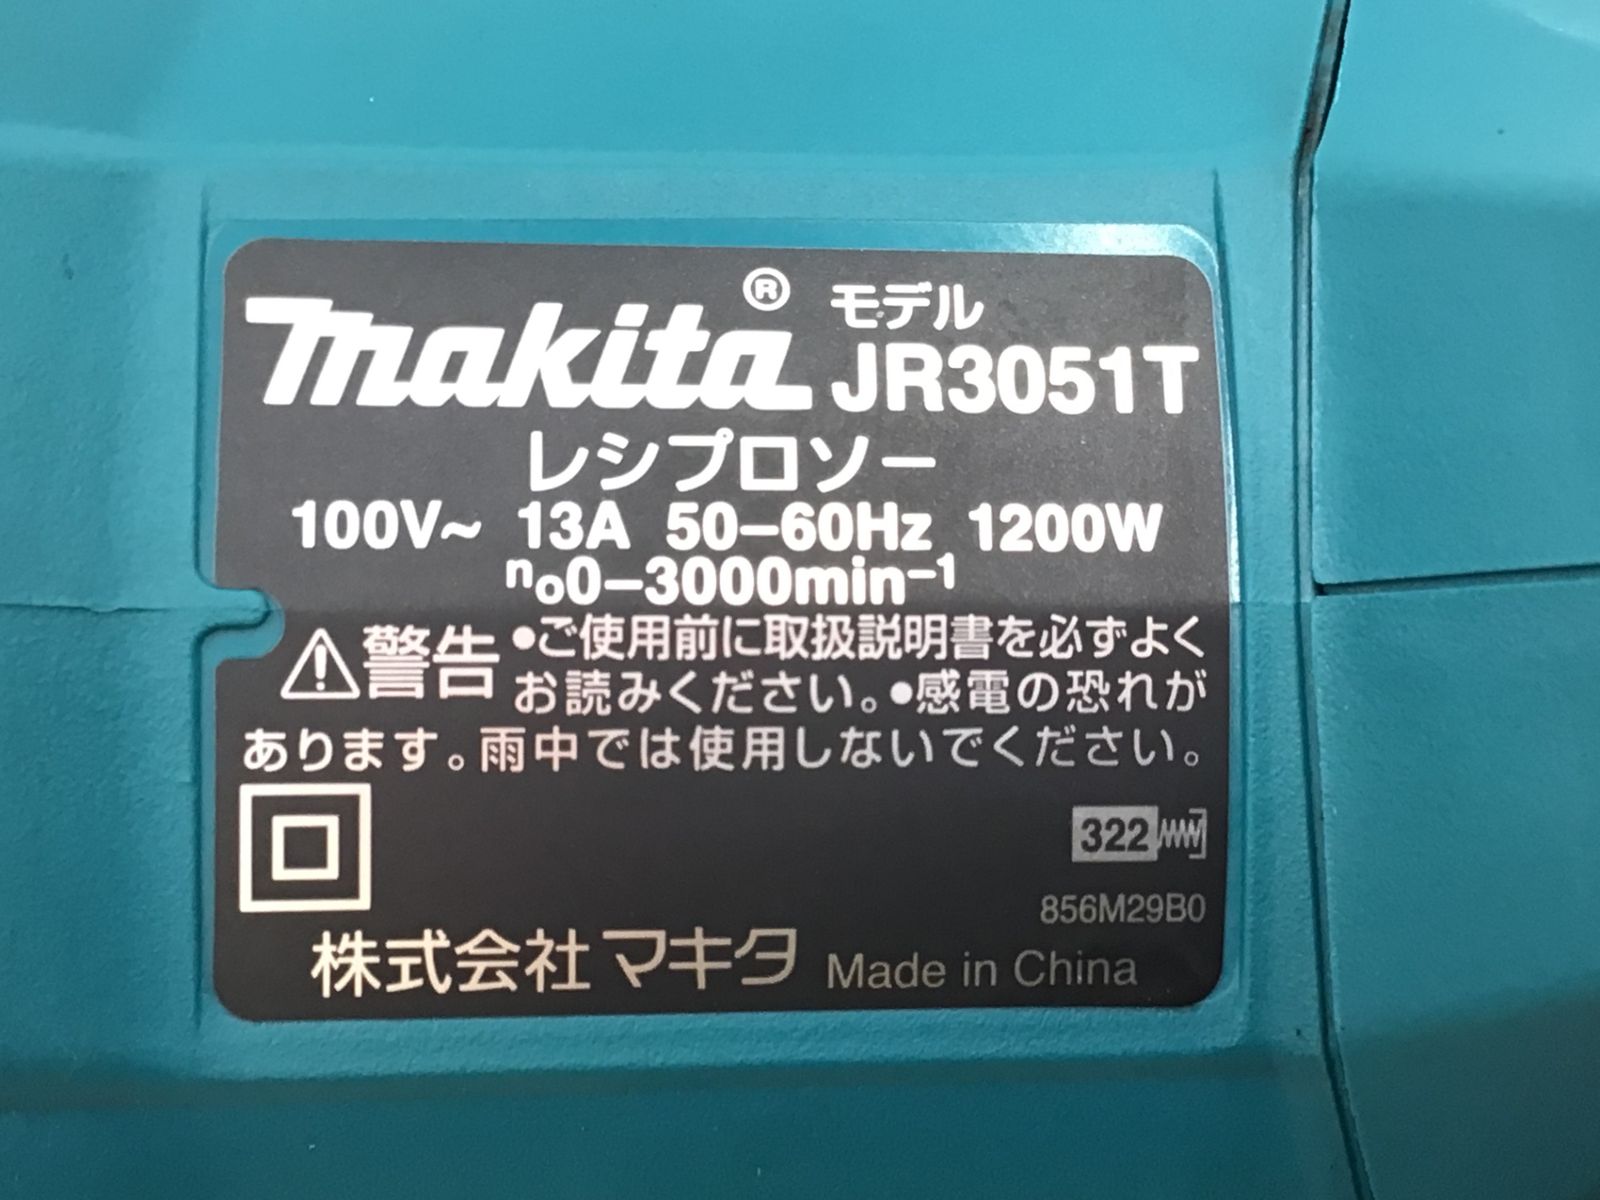 makita® モデル
JR3051T
レシプロソー
100V~ 13A 50-60Hz 1200W
no0-3000min-1
⚠警告 ●ご使用前に取扱説明書を必ずよく
お読みください。●感電の恐れが
あります。雨中では使用しないでください。
322
856M29B0
株式会社マキタ Made in China